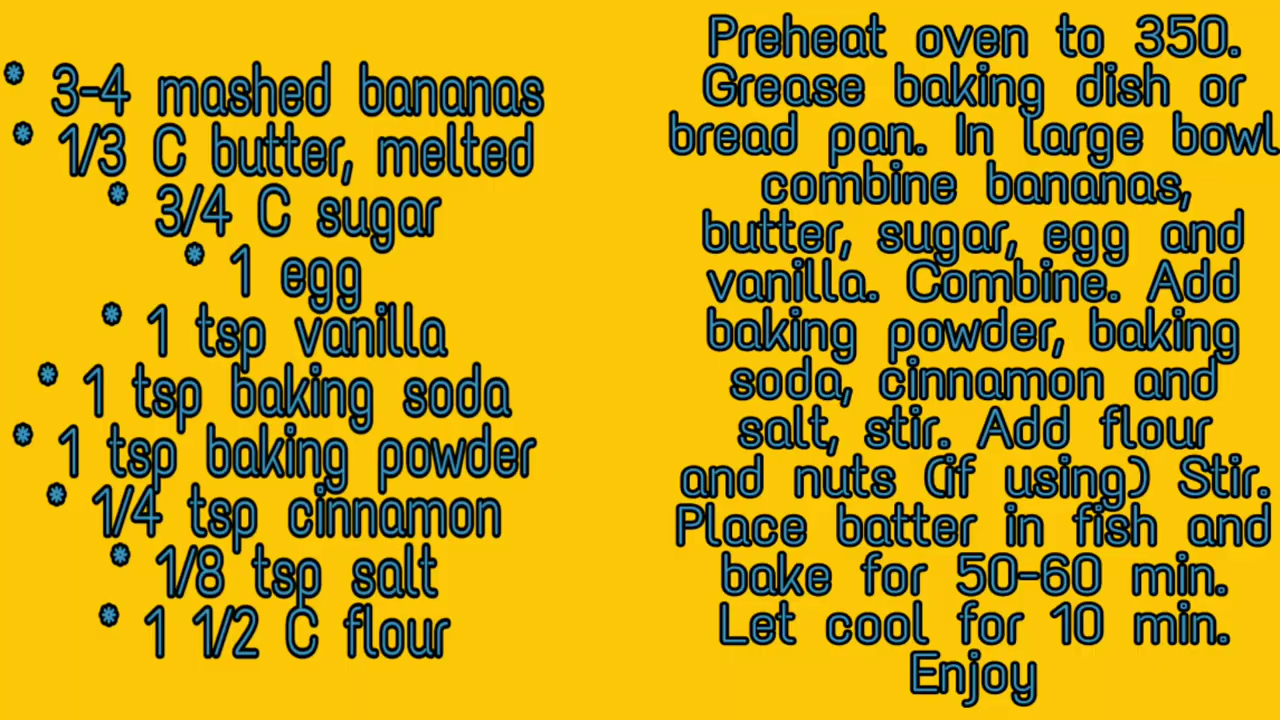 * 3-4 mashed bananas
* 1/3 C butter, melted
* 3/4 C sugar
* 1 egg
* 1 tsp vanilla
* 1 tsp baking soda
* 1 tsp baking powder
* 1/4 tsp cinnamon
* 1/8 tsp salt
* 1 1/2 C flour
Preheat oven to 350.
Grease baking dish or
bread pan. In large bowl
combine bananas,
butter, sugar, egg and
vanilla. Combine. Add
baking powder, baking
soda, cinnamon and
salt, stir. Add flour
and nuts (if using) Stir.
Place batter in fish and
bake for 50-60 min.
Let cool for 10 min.
Enjoy